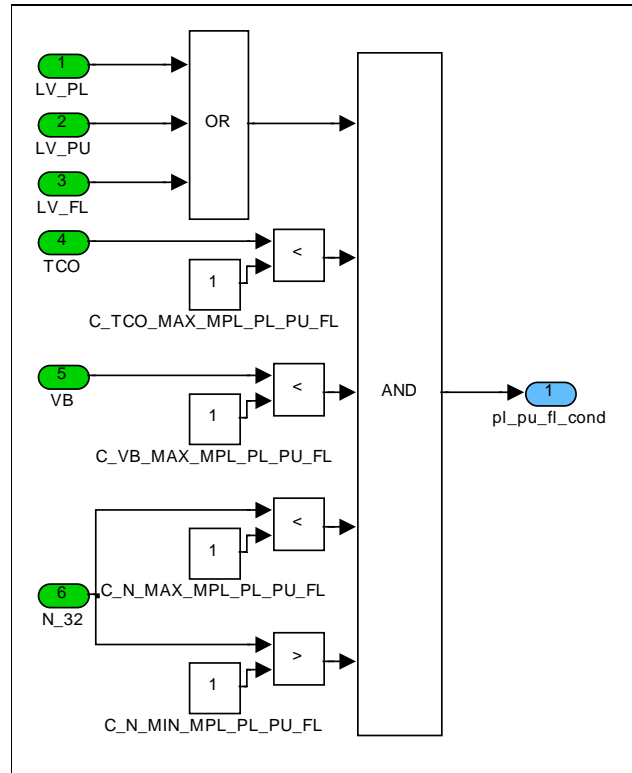 1
LV_PL
2
LV_PU
OR
3
LV_FL
4
TCO
<
1
C_TCO_MAX_MPL_PL_PU_FL
5
VB
<
1
C_VB_MAX_MPL_PL_PU_FL
AND
1
pl_pu_fl_cond
<
1
C_N_MAX_MPL_PL_PU_FL
6
N_32
>
1
C_N_MIN_MPL_PL_PU_FL